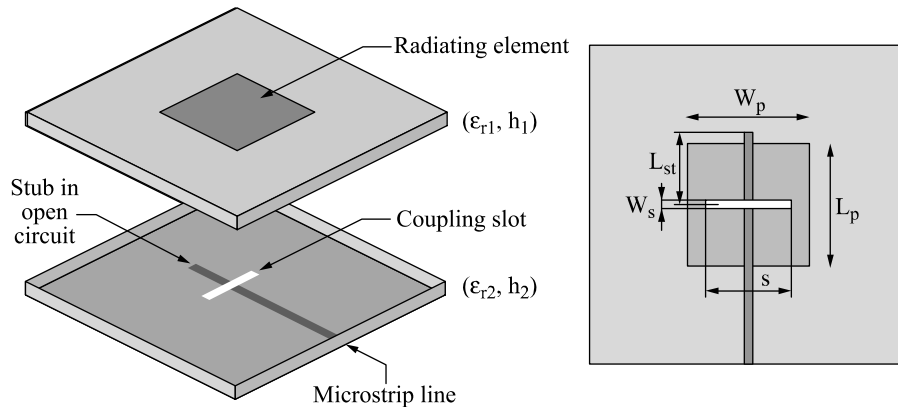 Radiating element
(εr1, h1)
Stub in
open
circuit
Coupling slot
(εr2, h2)
Microstrip line
Wp
Lst
Ws
Lp
s